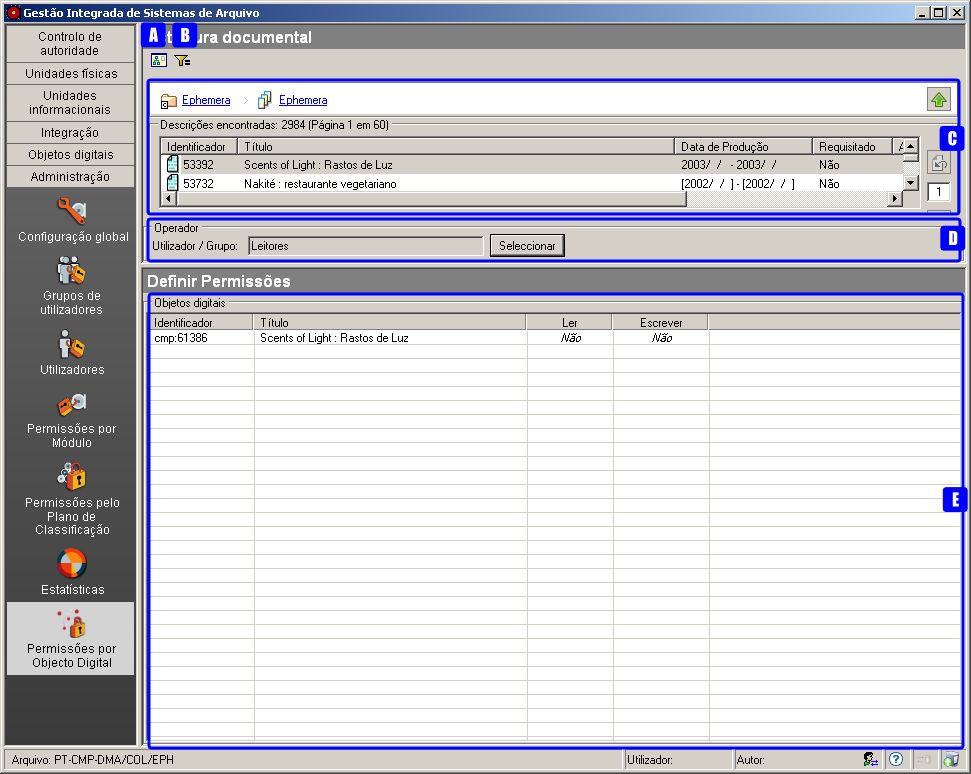 Gestão Integrada de Sistemas de Arquivo
Controlo de
autoridade
Unidades físicas
Unidades
informacionais
Integração
Objetos digitais
Administração
Configuração global
Grupos de
utilizadores
Utilizadores
Permissões por
Módulo
Permissões pelo
Plano de
Classificação
Estatísticas
Permissões por
Objecto Digital
A B ura documental
Ephemera Ephemera
Descrições encontradas: 2984 (Página 1 em 60)
C
Identificador Título Data de Produção Requisitado
53392 Scents of Light : Rastos de Luz 2003/ / - 2003/ / Não
53732 Nakité : restaurante vegetariano [2002/ / ] - [2002/ / ] Não
1
Operador
D
Utilizador / Grupo: Leitores Seleccionar
Definir Permissões
Objetos digitais
Identificador Título Ler Escrever
cmp:61386 Scents of Light : Rastos de Luz Não Não
E
Arquivo: PT-CMP-DMA/COL/EPH Utilizador: Autor: